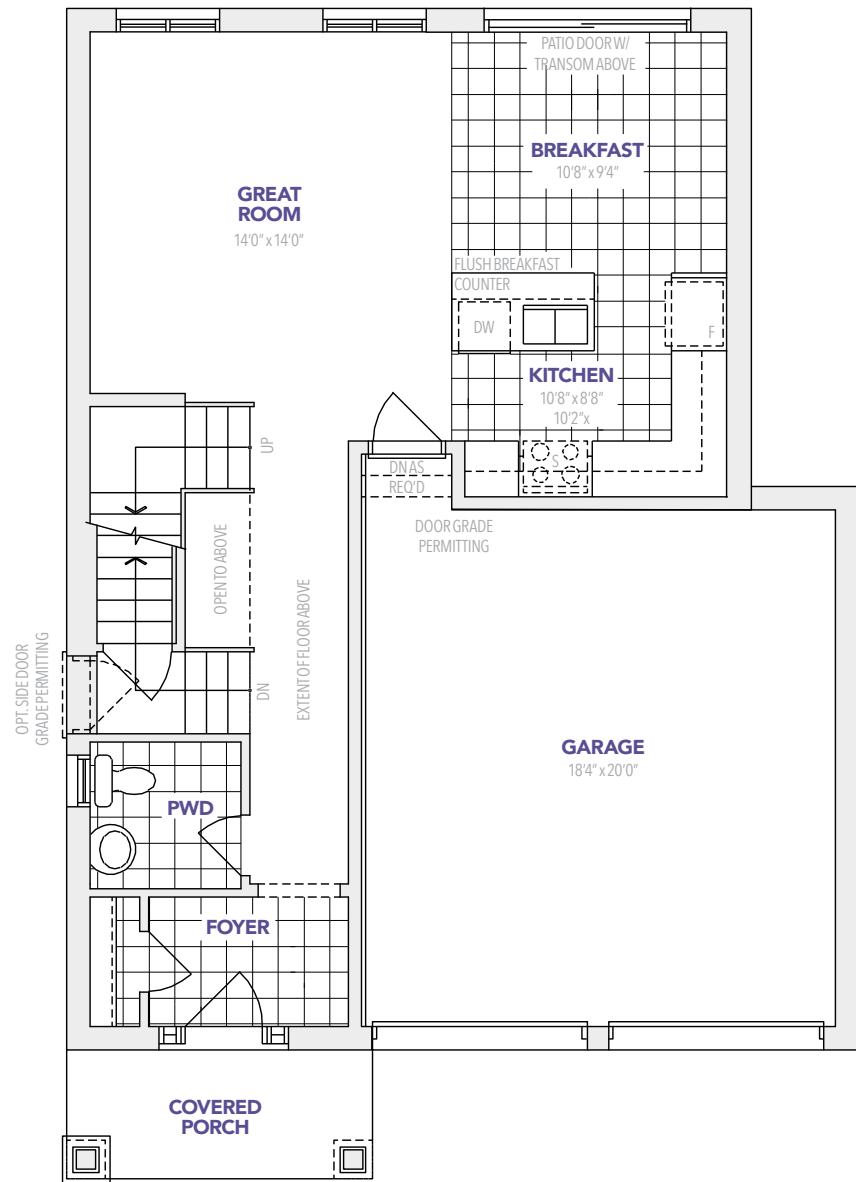 PATIO DOOR W/
TRANSOM ABOVE
BREAKFAST
10'8" x 9'4"
GREAT
ROOM
14'0" x 14'0"
FLUSH BREAKFAST
COUNTER
DW
F
KITCHEN
10'8" x 8'8"
10'2"x
UP
S
DN AS
REQ'D
DOOR GRADE
PERMITTING
OPEN TO ABOVE
EXTENT OF FLOOR ABOVE
OPT. SIDE DOOR
GRADE PERMITTING
DN
GARAGE
18'4" x 20'0"
PWD
FOYER
COVERED
PORCH